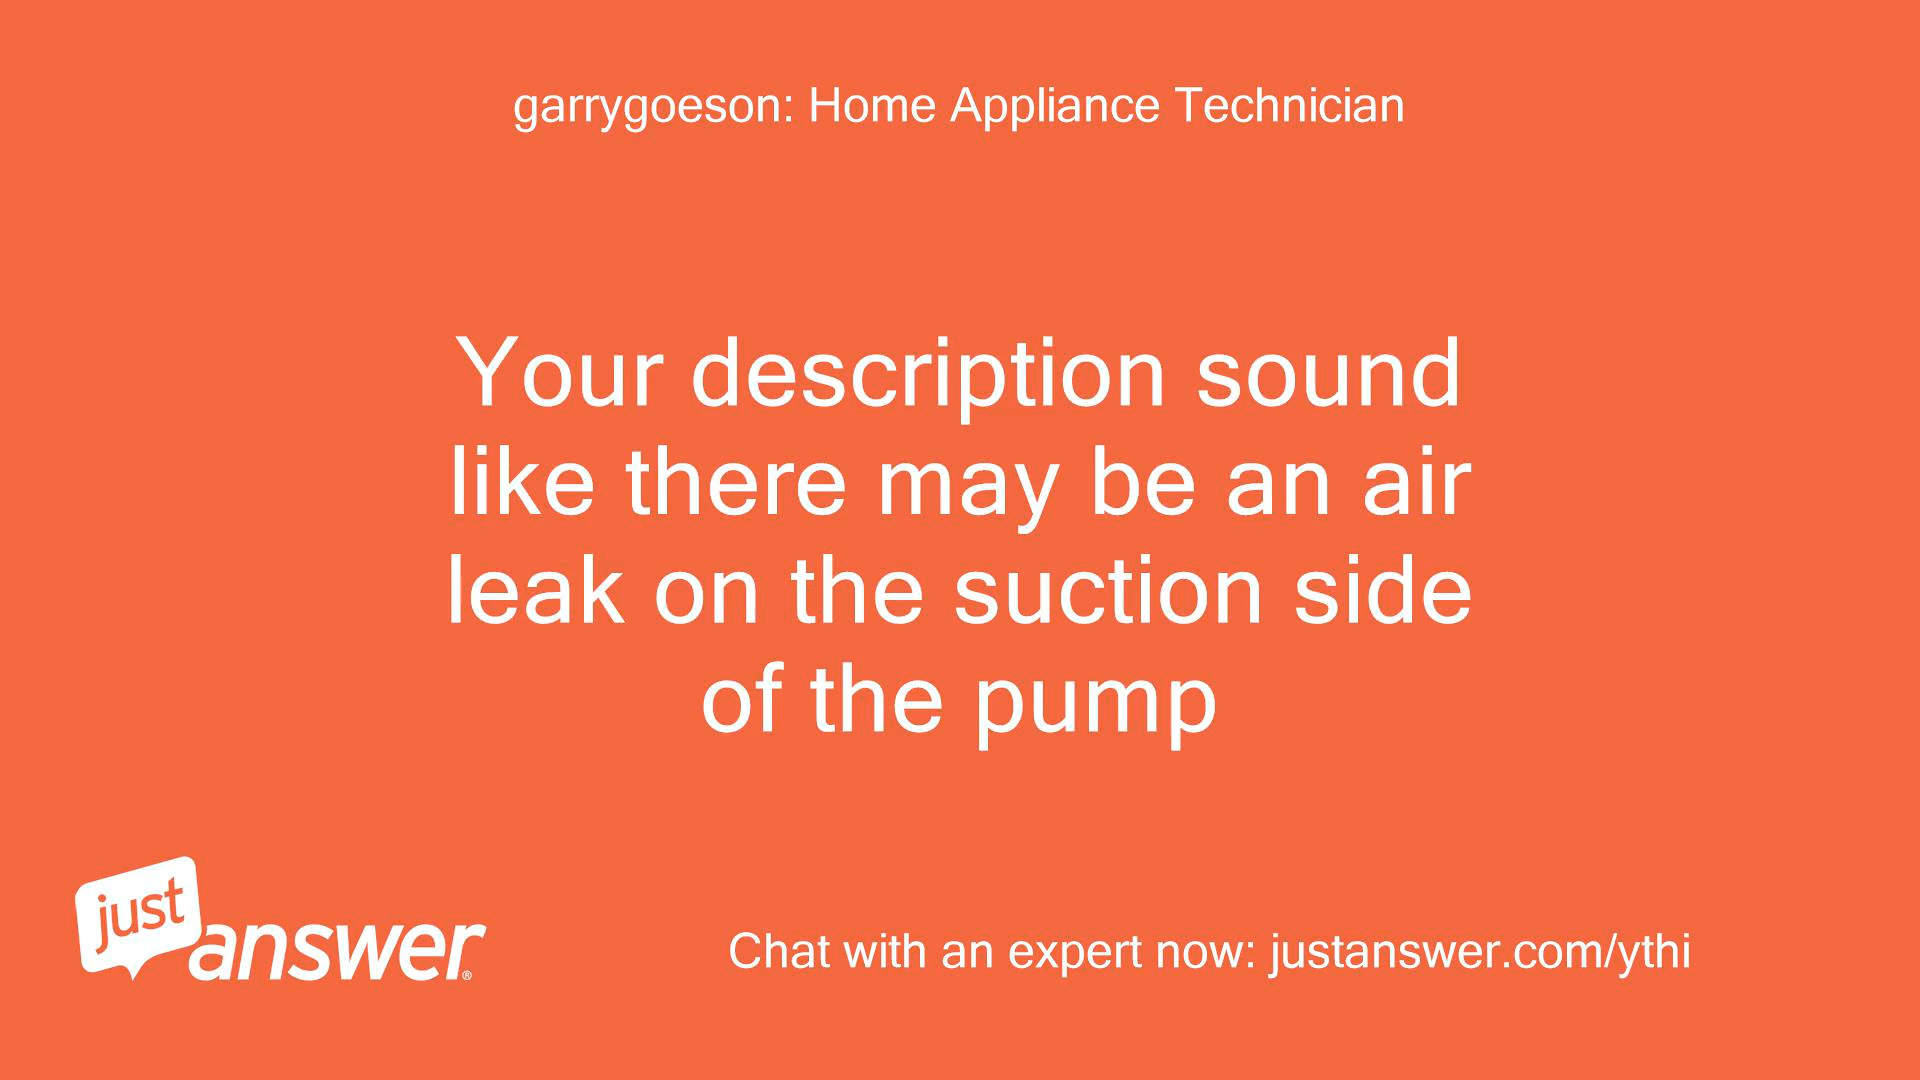 garrygoeson: Home Appliance Technician
Your description sound
like there may be an air
leak on the suction side
of the pump
just
answer®
Chat with an expert now: justanswer.com/ythi